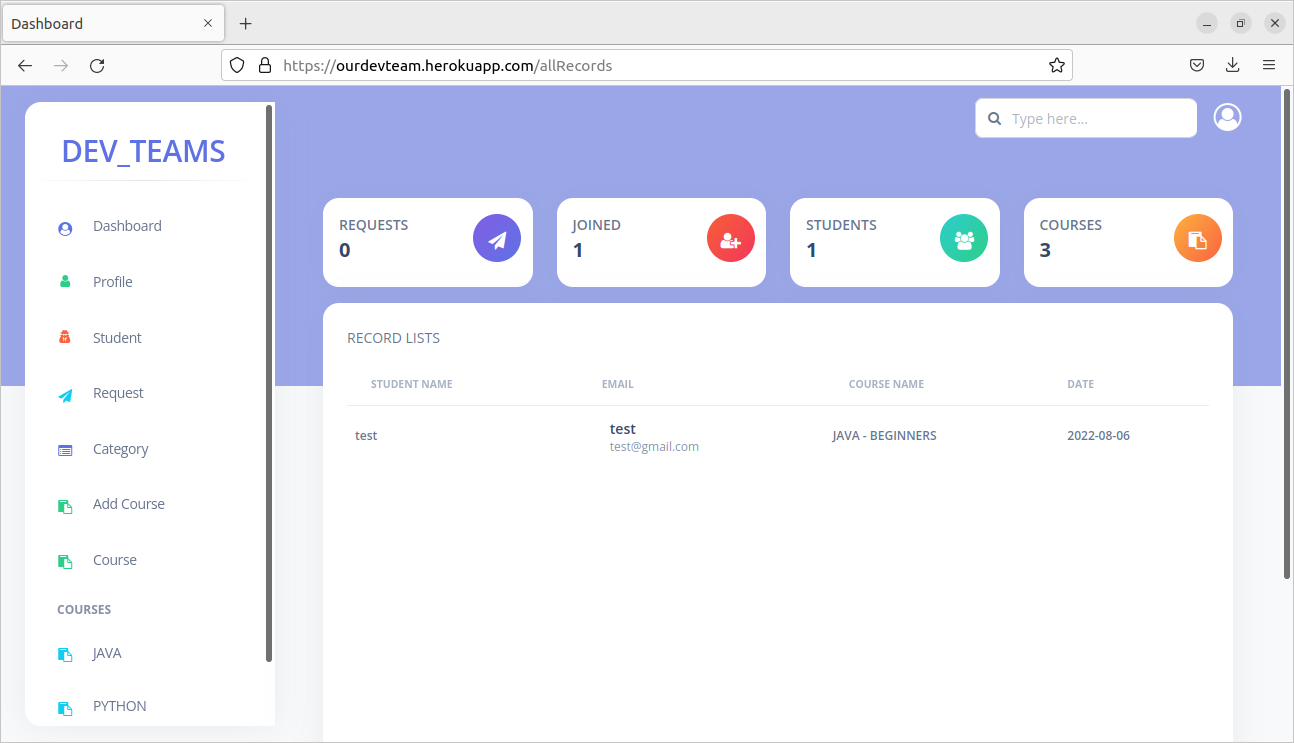 Dashboard
https://ourdevteam.herokuapp.com/allRecords
Type here...
DEV_TEAMS
Dashboard
Profile
Student
Request
Category
Add Course
Course
COURSES
JAVA
PYTHON
REQUESTS
0
JOINED
1
STUDENTS
1
COURSES
3
RECORD LISTS
STUDENT NAME EMAIL COURSE NAME DATE
test test JAVA - BEGINNERS 2022-08-06
test@gmail.com